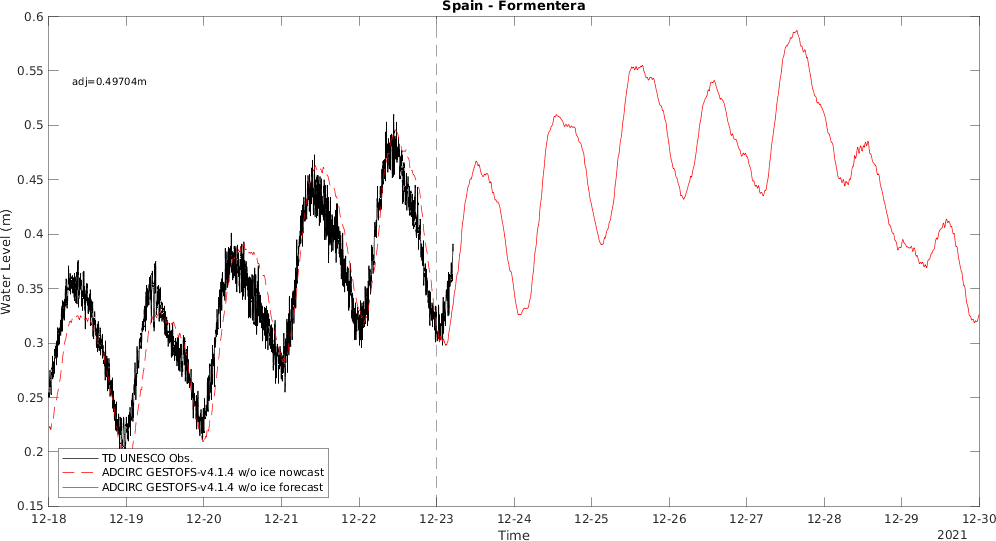 Spain - Formentera
adj=0.49704m
Water Level (m)
0.6
0.55
0.5
0.45
0.4
0.35
0.3
0.25
0.2
0.15
TD UNESCO Obs.
ADCIRC GESTOFS-v4.1.4 w/o ice nowcast
ADCIRC GESTOFS-v4.1.4 w/o ice forecast
12-18 12-19 12-20 12-21 12-22 12-23 12-24 12-25 12-26 12-27 12-28 12-29 12-30
Time
2021